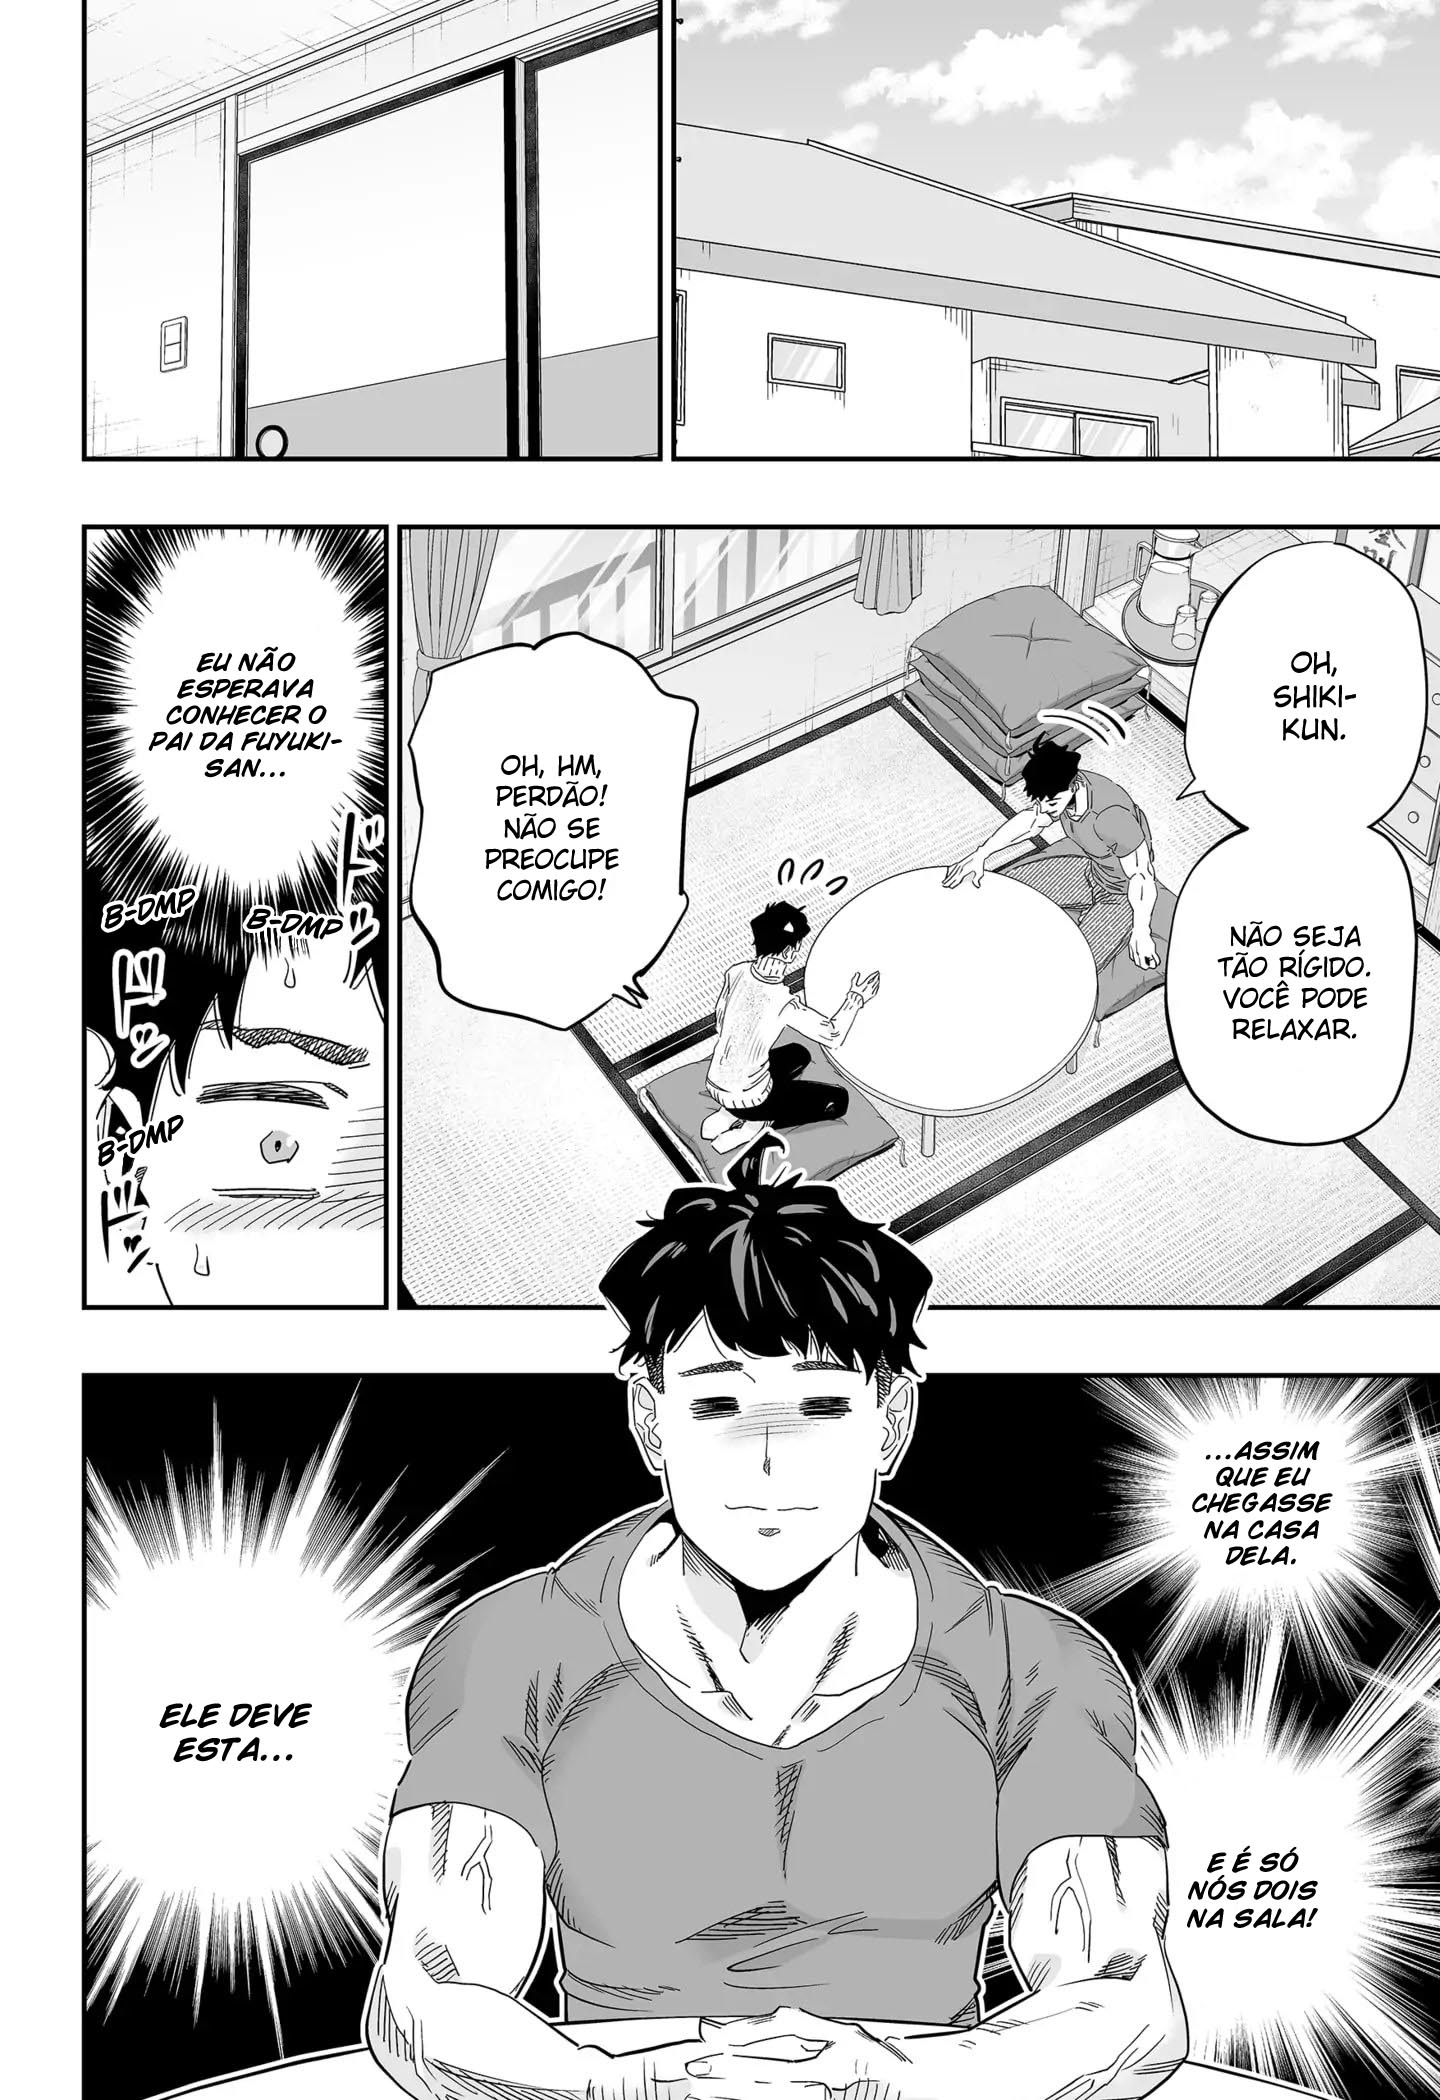 OH,
SHIKI-
KUN.
NÃO SEJA
TÃO RÍGIDO.
VOCÊ PODE
RELAXAR.
OH, HM,
PERDÃO!
NÃO SE
PREOCUPE
COMIGO!
EU NÃO
ESPERAVA
CONHECER O
PAI DA FUYUKI-
SAN...
B-DMP
B-DMP
B-DMP
...ASSIM
QUE EU
CHEGASSE
NA CASA
DELA.
E É SÓ
NÓS DOIS
NA SALA!
ELE DEVE
ESTA...